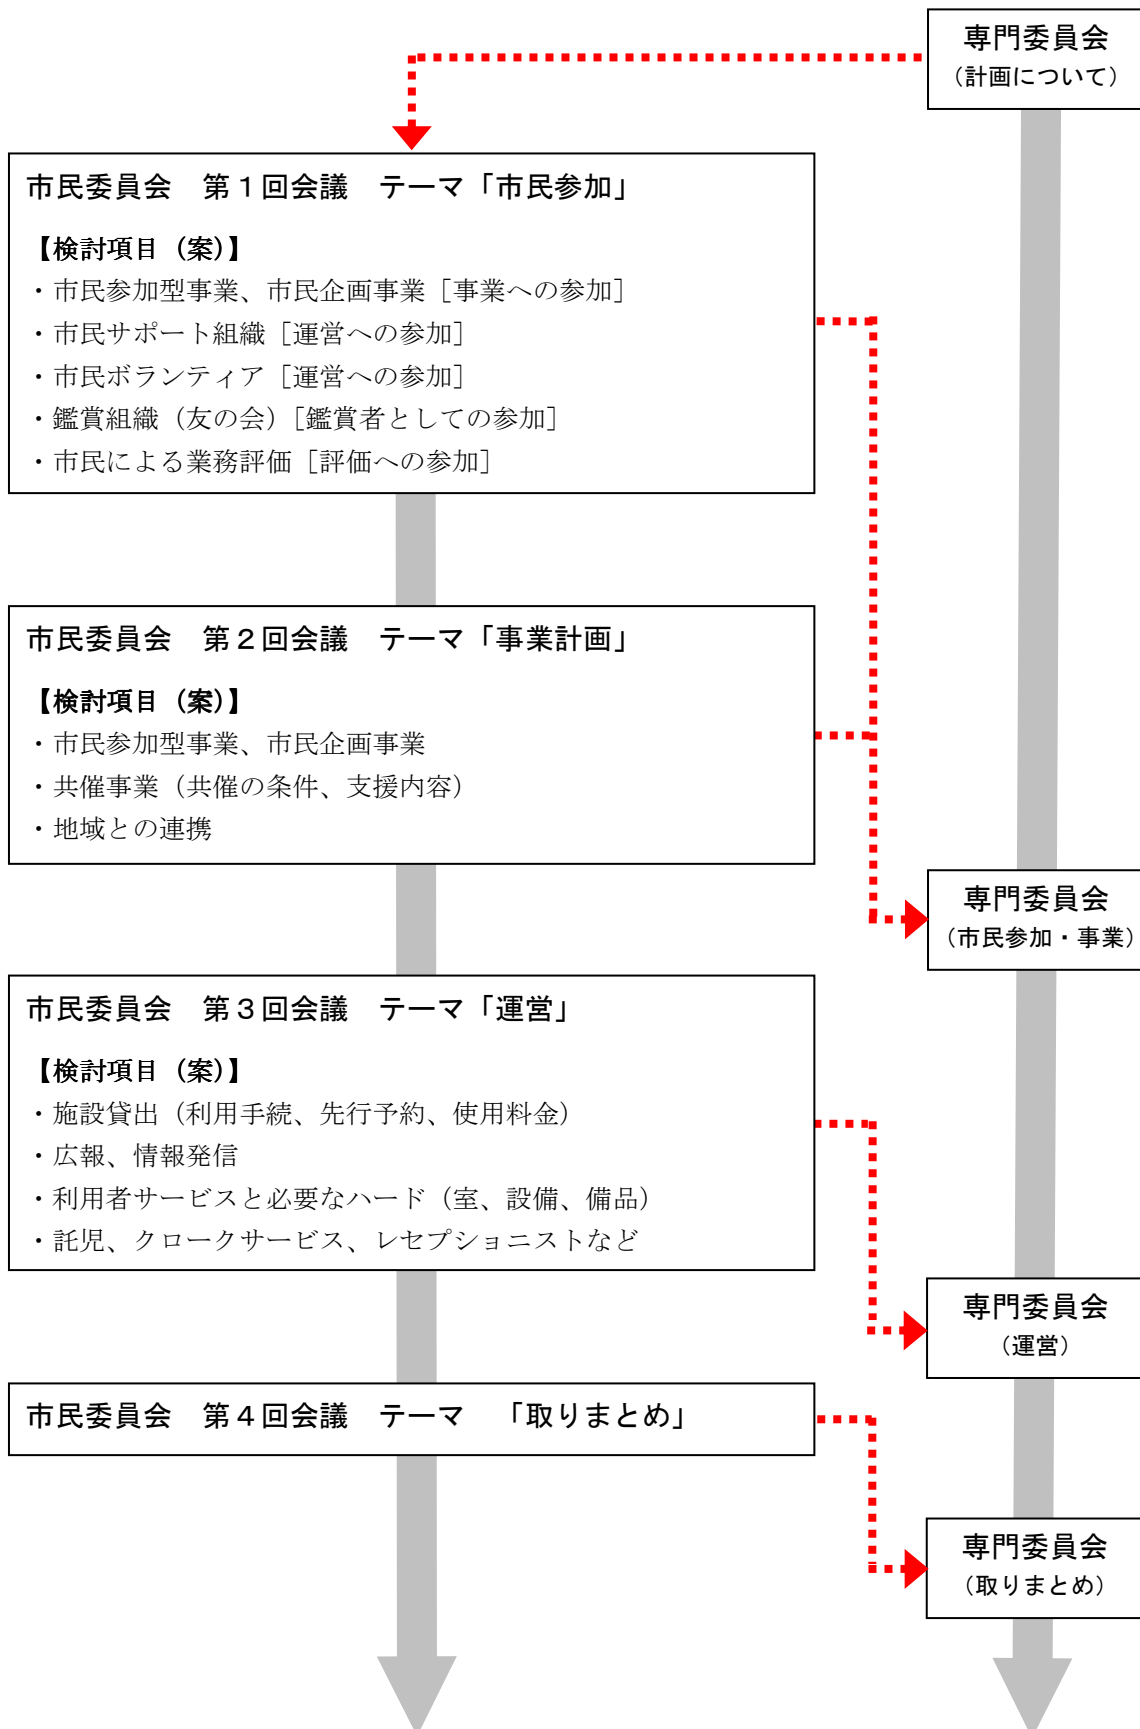 専門委員会
（計画について）
市民委員会　第１回会議　テーマ「市民参加」
【検討項目（案）】
・市民参加型事業、市民企画事業［事業への参加］
・市民サポート組織［運営への参加］
・市民ボランティア［運営への参加］
・鑑賞組織（友の会）［鑑賞者としての参加］
・市民による業務評価［評価への参加］
市民委員会　第２回会議　テーマ「事業計画」
【検討項目（案）】
・市民参加型事業、市民企画事業
・共催事業（共催の条件、支援内容）
・地域との連携
専門委員会
（市民参加・事業）
市民委員会　第３回会議　テーマ「運営」
【検討項目（案）】
・施設貸出（利用手続、先行予約、使用料金）
・広報、情報発信
・利用者サービスと必要なハード（室、設備、備品）
・託児、クロークサービス、レセプショニストなど
専門委員会
（運営）
市民委員会　第４回会議　テーマ　「取りまとめ」
専門委員会
（取りまとめ）